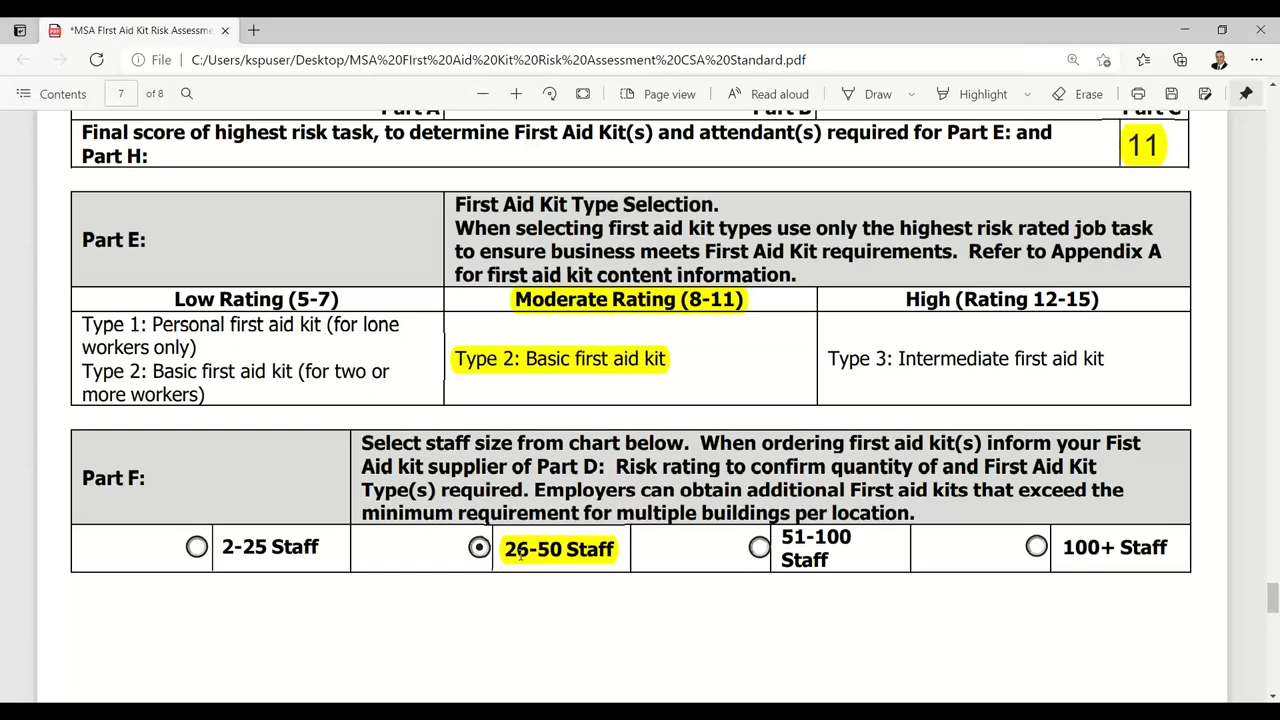 *MSA FIrst Aid Kit Risk Assessm
File
C:/Users/kspuser/Desktop/MSA%20FIrst%20Aid%20Kit%20Risk%20Assessment%20CSA%20Standard.pdf
Contents
7
of 8
Page view
Read aloud
Draw
Highlight
Erase
Part A
Part B
Part C
Final score of highest risk task, to determine First Aid Kit(s) and attendant(s) required for Part E: and
Part H:
11
Part E:
First Aid Kit Type Selection.
When selecting first aid kit types use only the highest risk rated job task
to ensure business meets First Aid Kit requirements. Refer to Appendix A
for first aid kit content information.
Low Rating (5-7)
Moderate Rating (8-11)
High (Rating 12-15)
Type 1: Personal first aid kit (for lone
workers only)
Type 2: Basic first aid kit (for two or
more workers)
Type 2: Basic first aid kit
Type 3: Intermediate first aid kit
Part F:
Select staff size from chart below. When ordering first aid kit(s) inform your Fist
Aid kit supplier of Part D: Risk rating to confirm quantity of and First Aid Kit
Type(s) required. Employers can obtain additional First aid kits that exceed the
minimum requirement for multiple buildings per location.
2-25 Staff
26-50 Staff
51-100
Staff
100+ Staff